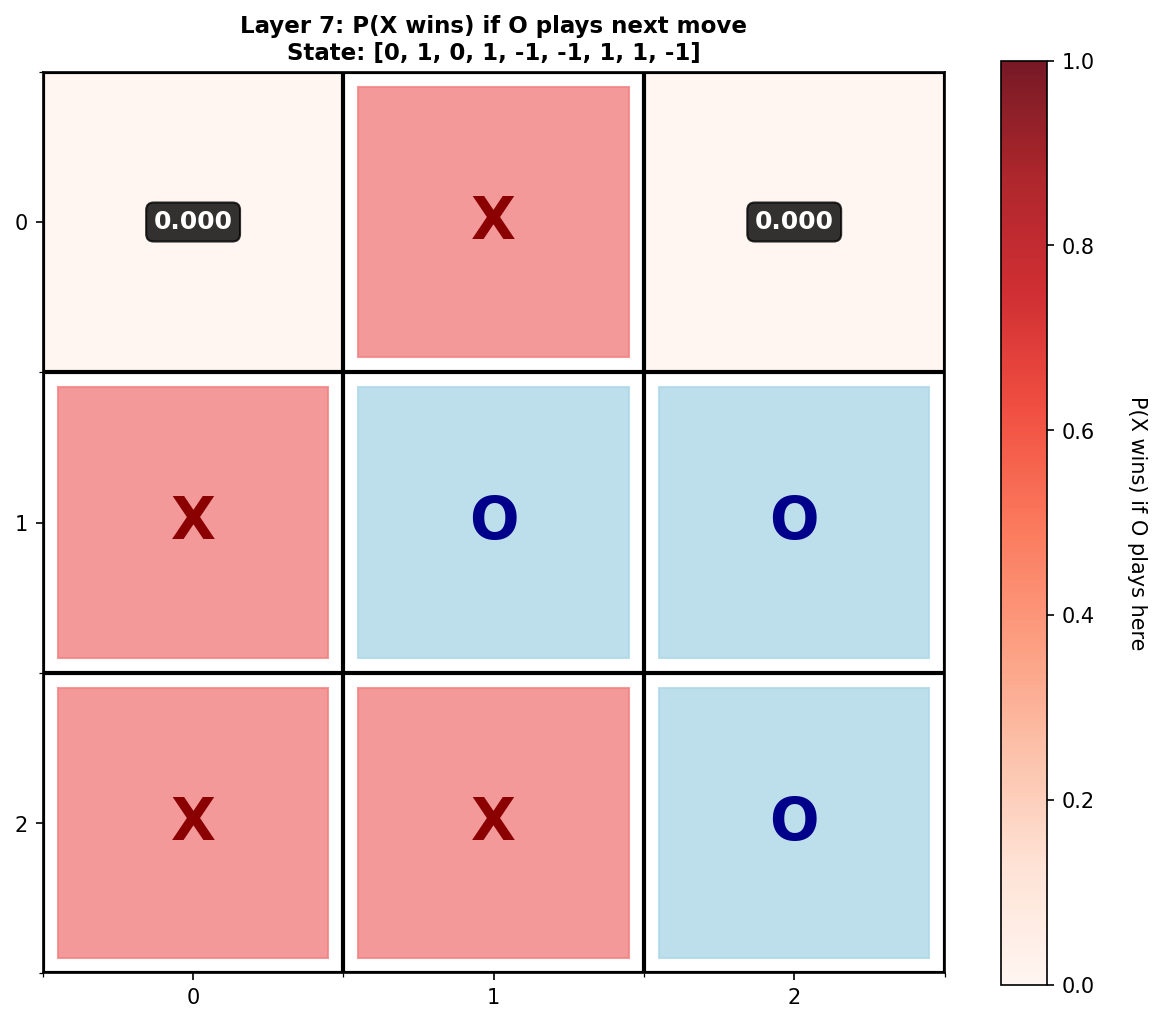 Layer 7: P(X wins) if O plays next move
State: [0, 1, 0, 1, -1, -1, 1, 1, -1]
0
0.000
X
0.000
1
X
O
O
2
X
X
O
0
1
2
1.0
0.8
0.6
0.4
0.2
0.0
P(X wins) if O plays here